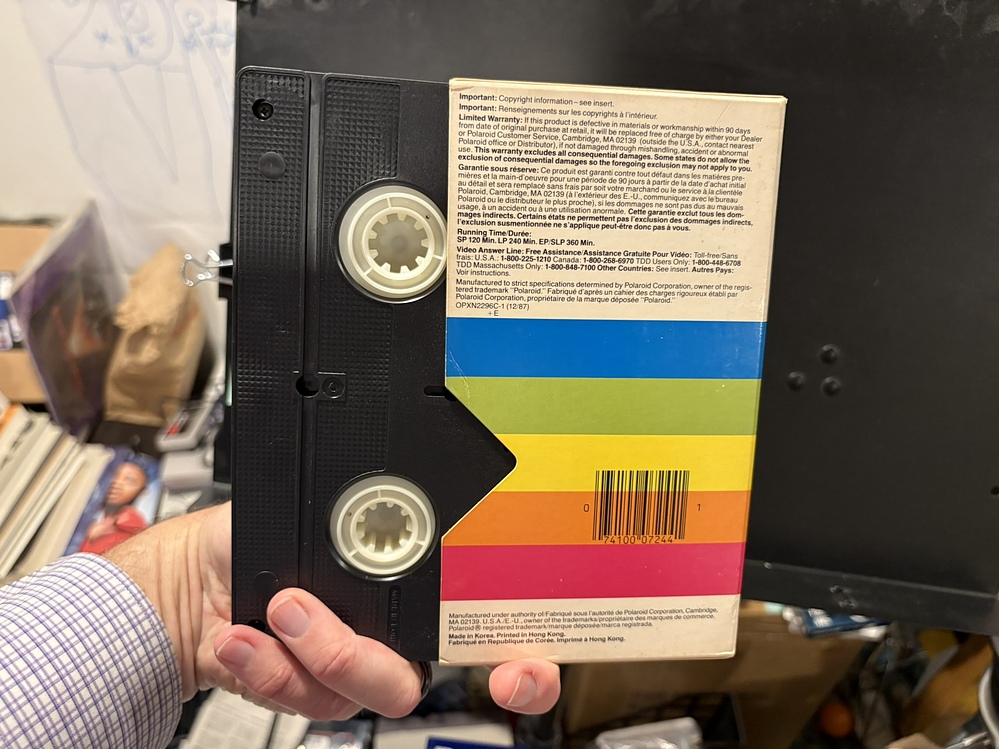 Important: Copyright information – see insert.
Important: Renseignements sur les copyrights à l'intérieur.
Limited Warranty: If this product is defective in materials or workmanship within 90 days
from date of original purchase at retail, it will be replaced free of charge by either your Dealer
or Polaroid Customer Service, Cambridge, MA 02139 (outside the U.S.A., contact nearest
Polaroid office or Distributor), if not damaged through mishandling, accident or abnormal
use. This warranty excludes all consequential damages. Some states do not allow the
exclusion of consequential damages so the foregoing exclusion may not apply to you.
Garantie sous réserve: Ce produit est garanti contre tout défaut dans les matières pre-
mières et la main-d'oeuvre pour une période de 90 jours à partir de la date d'achat initial
au détail et sera remplacé sans frais par soit votre marchand ou le service à la clientèle
Polaroid, Cambridge, MA 02139 (à l'extérieur des E.-U., communiquez avec le bureau
Polaroid ou le distributeur le plus proche), si les dommages ne sont pas dus au mauvais
usage, à un accident ou à une utilisation anormale. Cette garantie exclut tous les dom-
mages indirects. Certains états ne permettent pas l'exclusion des dommages indirects,
l'exclusion susmentionnée ne s'applique peut-être donc pas à vous.
Running Time/Durée:
SP 120 Min. LP 240 Min. EP/SLP 360 Min.
Video Answer Line: Free Assistance/Assistance Gratuite Pour Vidéo: Toll-free/Sans
frais: U.S.A.: 1-800-225-1210 Canada: 1-800-268-6970 TDD Users Only: 1-800-448-6708
TDD Massachusetts Only: 1-800-848-7100 Other Countries: See insert. Autres Pays:
Voir instructions.
Manufactured to strict specifications determined by Polaroid Corporation, owner of the regis-
tered trademark "Polaroid." Fabriqué d'après un cahier des charges rigoureux établi par
Polaroid Corporation, propriétaire de la marque déposée "Polaroid."
OPXN2296C-1 (12/87)
+E
0 74100 07244 1
Manufactured under authority of/Fabriqué sous l'autorité de Polaroid Corporation, Cambridge,
MA 02139. U.S.A./E.-U., owner of the trademarks/propriétaire des marques de commerce.
Polaroid® registered trademark/marque déposée/marca registrada.
Made in Korea. Printed in Hong Kong.
Fabriqué en Republique de Corée. Imprimé à Hong Kong.